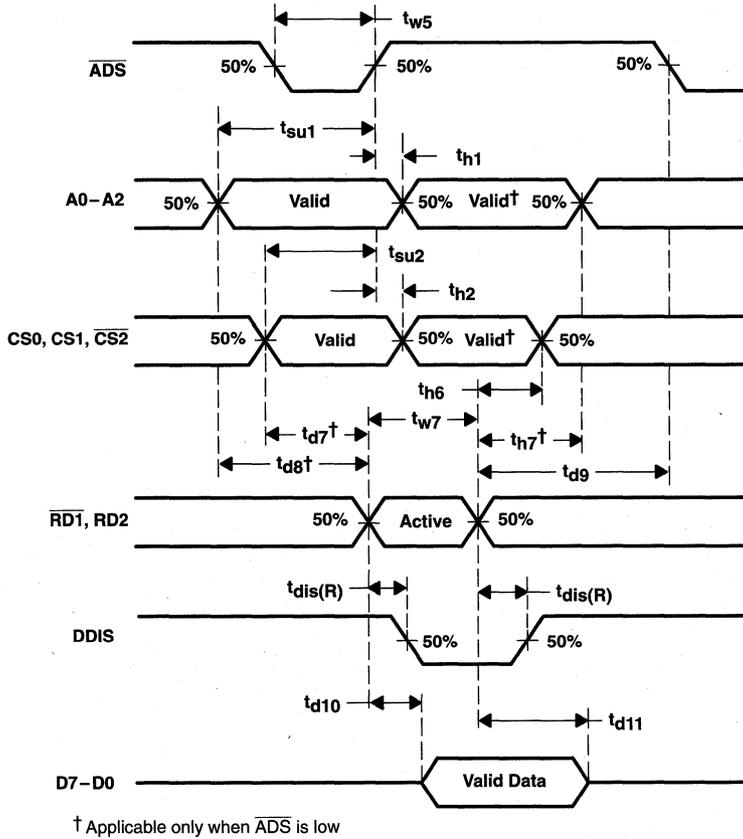 tw5
ADS 50% 50% 50%
tsu1
th1
A0–A2 50% Valid 50% Valid† 50%
tsu2
th2
CS0, CS1, CS2 50% Valid 50% Valid† 50%
th6
tw7
td7† th7†
td8† td9
RD1, RD2 50% Active 50%
tdis(R) tdis(R)
DDIS 50% 50%
td10
td11
D7–D0 Valid Data
† Applicable only when ADS is low